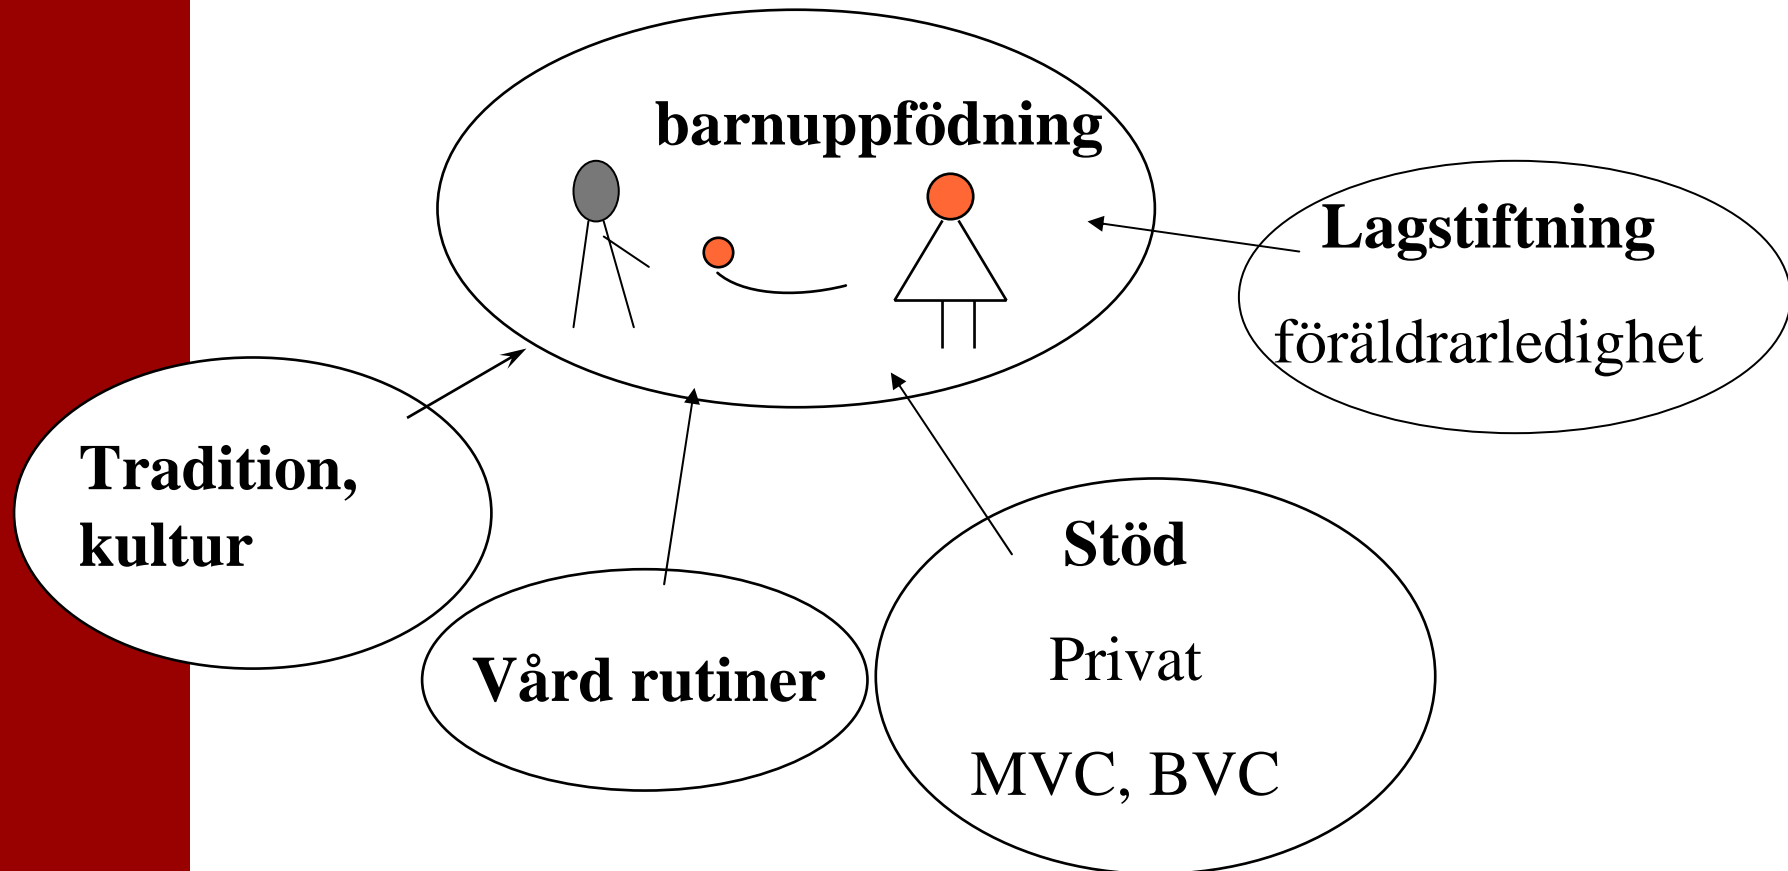 barnuppfödning
Lagstiftning
föräldrarledighet
Tradition,
kultur
Vård rutiner
Stöd
Privat
MVC, BVC